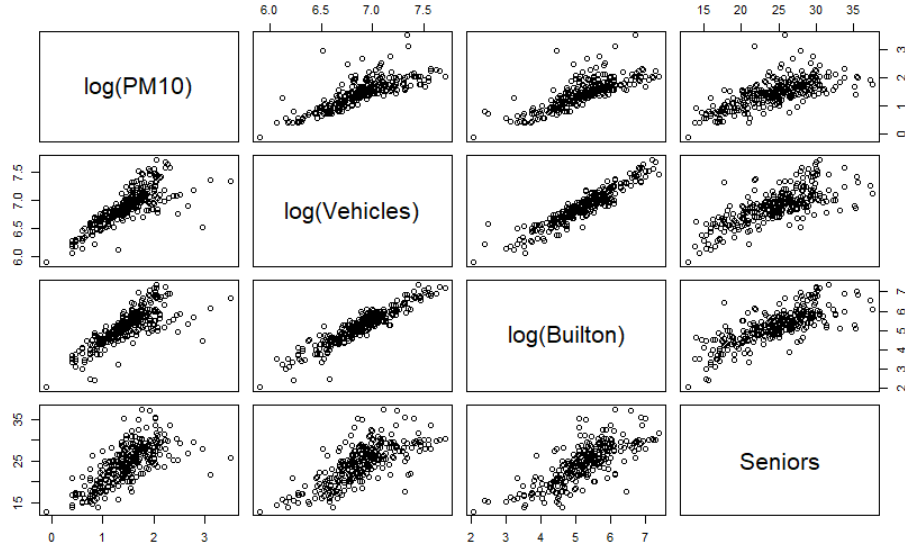 6.0 6.5 7.0 7.5 15 20 25 30 35
log(PM10) 0 1 2 3
6.0 6.5 7.0 7.5 log(Vehicles)
log(Builton) 2 3 4 5 6 7
15 25 35 Seniors
0 1 2 3 2 3 4 5 6 7